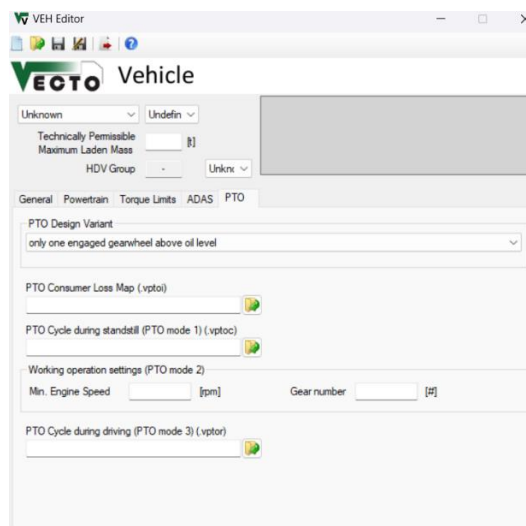 VEH Editor
VECTO Vehicle
Unknown Undefin
Technically Permissible
Maximum Laden Mass [t]
HDV Group - Unkn
General Powertrain Torque Limits ADAS PTO
PTO Design Variant
only one engaged gearwheel above oil level
PTO Consumer Loss Map (.vptoi)
PTO Cycle during standstill (PTO mode 1) (.vptoc)
Working operation settings (PTO mode 2)
Min. Engine Speed [rpm] Gear number [#]
PTO Cycle during driving (PTO mode 3) (.vptor)